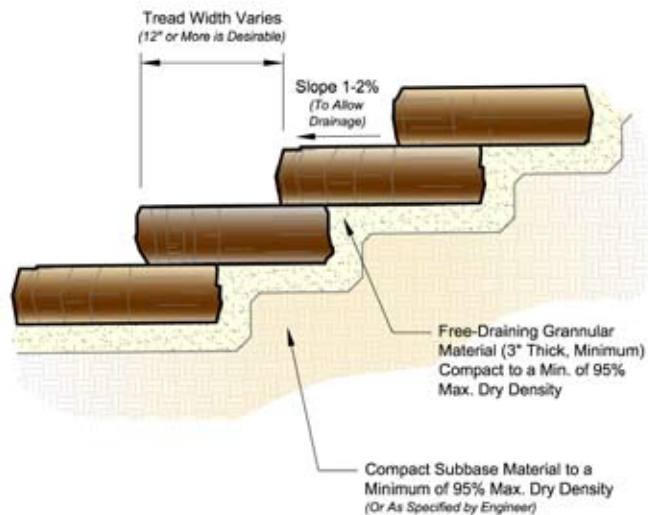 Tread Width Varies
(12" or More is Desirable)
Slope 1-2%
(To Allow
Drainage)
Free-Draining Grannular
Material (3" Thick, Minimum)
Compact to a Min. of 95%
Max. Dry Density
Compact Subbase Material to a
Minimum of 95% Max. Dry Density
(Or As Specified by Engineer)